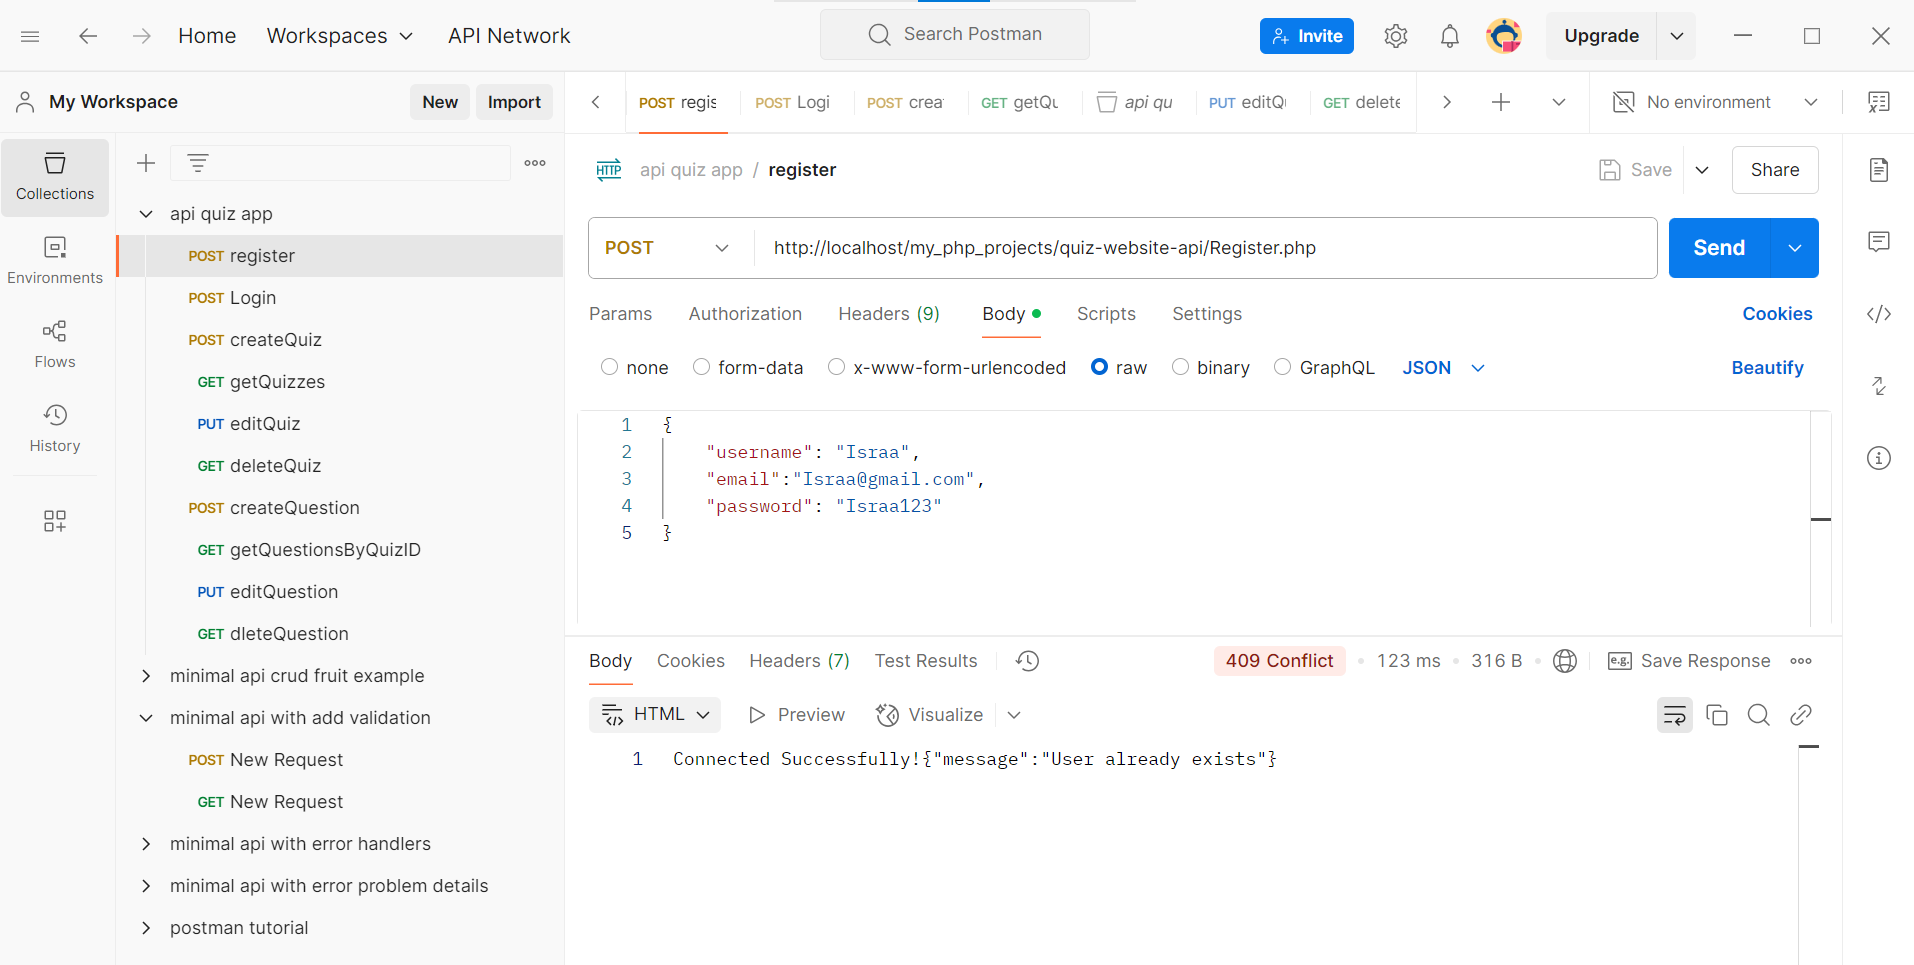 Home Workspaces API Network Search Postman Invite Upgrade
My Workspace New Import
POST regis POST Logi POST crea GET getQu api qu PUT editQ GET delete No environment
Collections
Environments
Flows
History
api quiz app
POST register
POST Login
POST createQuiz
GET getQuizzes
PUT editQuiz
GET deleteQuiz
POST createQuestion
GET getQuestionsByQuizID
PUT editQuestion
GET dleteQuestion
minimal api crud fruit example
minimal api with add validation
POST New Request
GET New Request
minimal api with error handlers
minimal api with error problem details
postman tutorial
HTTP api quiz app / register Save Share
POST http://localhost/my_php_projects/quiz-website-api/Register.php Send
Params Authorization Headers (9) Body Scripts Settings Cookies
none form-data x-www-form-urlencoded raw binary GraphQL JSON Beautify
1 {
2 "username": "Israa",
3 "email":"Israa@gmail.com",
4 "password": "Israa123"
5 }
Body Cookies Headers (7) Test Results 409 Conflict • 123 ms • 316 B • e.g. Save Response
HTML Preview Visualize
1 Connected Successfully!{"message":"User already exists"}